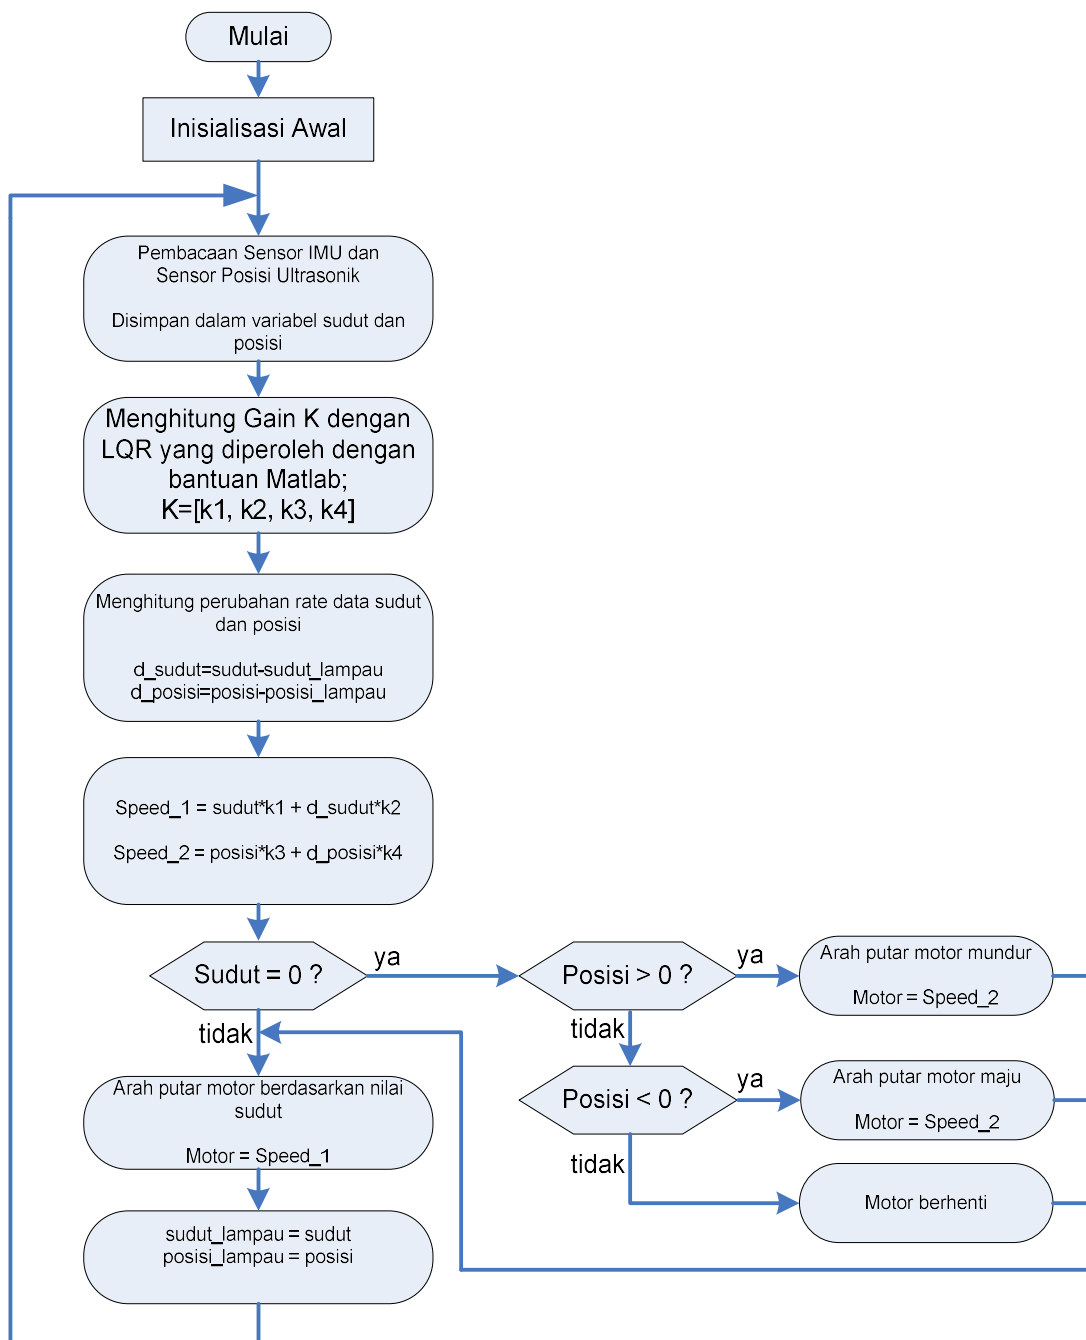 Mulai
Inisialisasi Awal
Pembacaan Sensor IMU dan
Sensor Posisi Ultrasonik
Disimpan dalam variabel sudut dan
posisi
Menghitung Gain K dengan
LQR yang diperoleh dengan
bantuan Matlab;
K=[k1, k2, k3, k4]
Menghitung perubahan rate data sudut
dan posisi
d_sudut=sudut-sudut_lampau
d_posisi=posisi-posisi_lampau
Speed_1 = sudut*k1 + d_sudut*k2
Speed_2 = posisi*k3 + d_posisi*k4
Sudut = 0 ?
ya
Posisi > 0 ?
ya
Arah putar motor mundur
Motor = Speed_2
tidak
tidak
Posisi < 0 ?
ya
Arah putar motor maju
Motor = Speed_2
Arah putar motor berdasarkan nilai
sudut
Motor = Speed_1
tidak
Motor berhenti
sudut_lampau = sudut
posisi_lampau = posisi